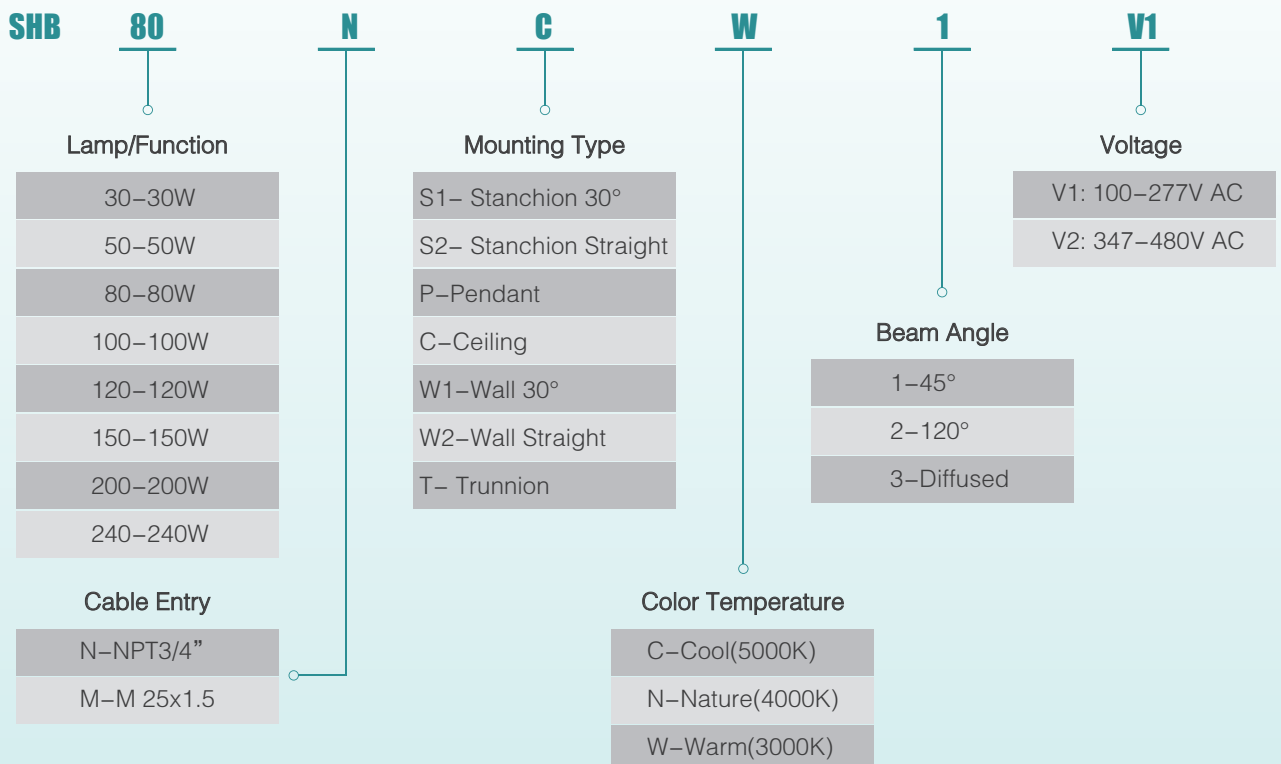 SHB 80 N C W 1 V1
Lamp/Function
30–30W
50–50W
80–80W
100–100W
120–120W
150–150W
200–200W
240–240W
Cable Entry
N–NPT3/4”
M–M 25x1.5
Mounting Type
S1– Stanchion 30°
S2– Stanchion Straight
P–Pendant
C–Ceiling
W1–Wall 30°
W2–Wall Straight
T– Trunnion
Color Temperature
C–Cool(5000K)
N–Nature(4000K)
W–Warm(3000K)
Beam Angle
1–45°
2–120°
3–Diffused
Voltage
V1: 100–277V AC
V2: 347–480V AC